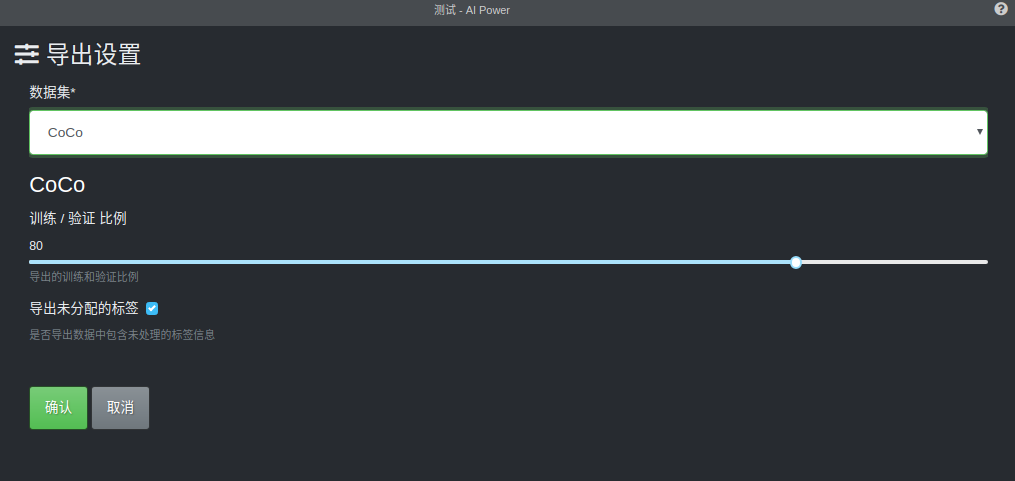 测试 - AI Power
导出设置
数据集*
CoCo
CoCo
训练 / 验证 比例
80
导出的训练和验证比例
导出未分配的标签
是否导出数据中包含未处理的标签信息
确认 取消